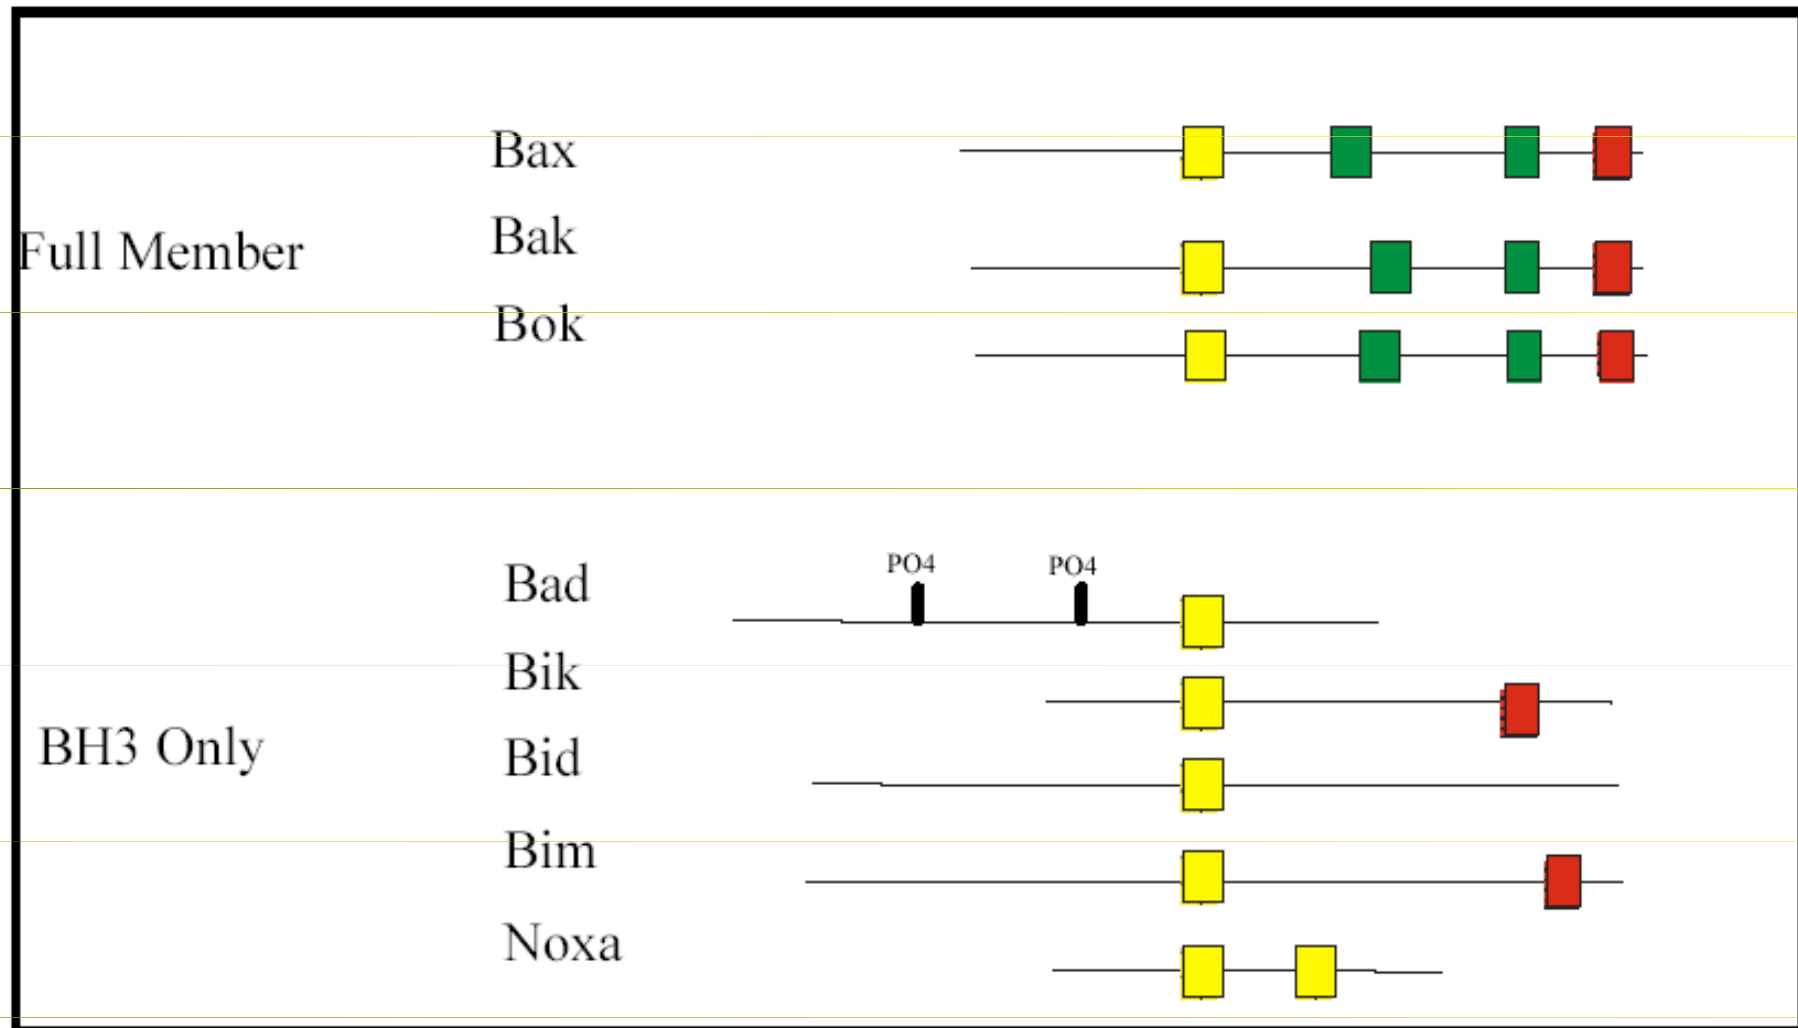 Bax
Bak
Full Member
Bok
PO4 PO4
Bad
Bik
BH3 Only
Bid
Bim
Noxa